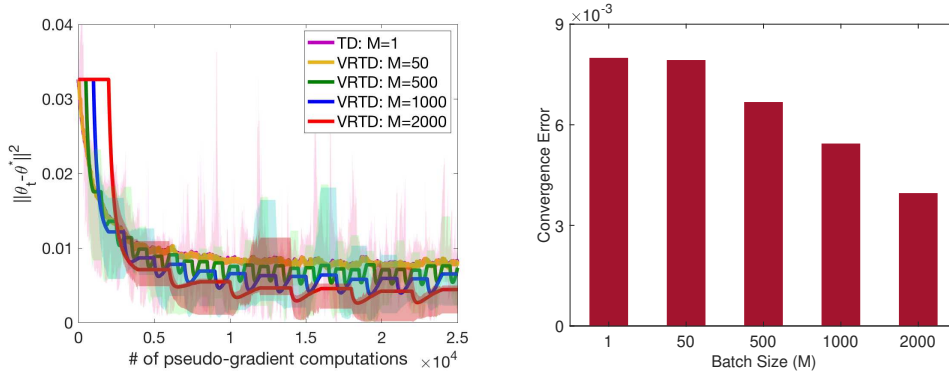 0.04
0.03
0.02
0.01
0
||θt-θ*||2
TD: M=1
VRTD: M=50
VRTD: M=500
VRTD: M=1000
VRTD: M=2000
0 0.5 1 1.5 2 2.5
# of pseudo-gradient computations ×10^4
9 ×10^-3
6
3
0
Convergence Error
1 50 500 1000 2000
Batch Size (M)